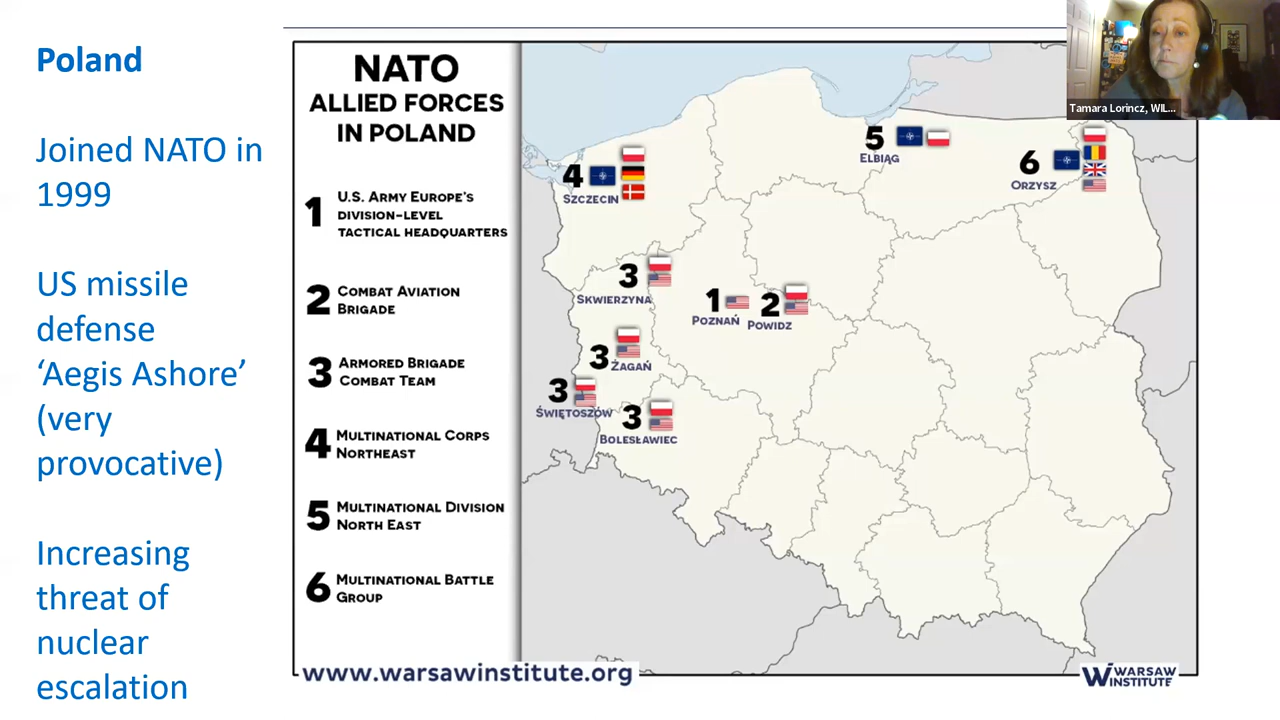 Poland
Joined NATO in
1999
US missile
defense
‘Aegis Ashore’
(very
provocative)
Increasing
threat of
nuclear
escalation
NATO
ALLIED FORCES
IN POLAND
1
U.S. ARMY EUROPE'S
DIVISION-LEVEL
TACTICAL HEADQUARTERS
2
COMBAT AVIATION
BRIGADE
3
ARMORED BRIGADE
COMBAT TEAM
4
MULTINATIONAL CORPS
NORTHEAST
5
MULTINATIONAL DIVISION
NORTH EAST
6
MULTINATIONAL BATTLE
GROUP
www.warsawinstitute.org
4
SZCZECIN
5
ELBIĄG
6
ORZYSZ
3
SKWIERZYNA
1
POZNAŃ
2
POWIDZ
3
ŻAGAŃ
3
ŚWIĘTOSZÓW
3
BOLESŁAWIEC
W WARSAW
INSTITUTE
Tamara Lorincz, WIL...